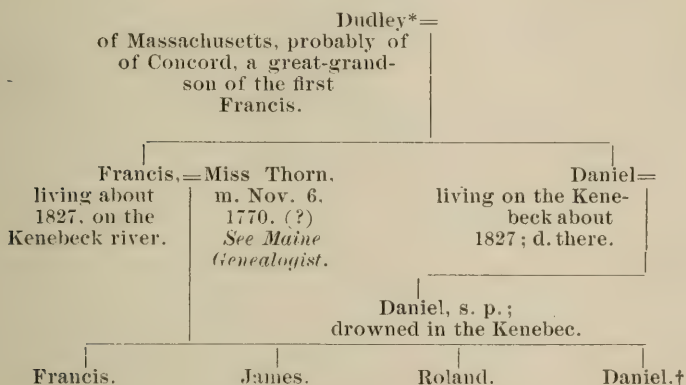 Dudley*=
of Massachusetts, probably of
of Concord, a great-grand-
son of the first
Francis.
Francis,=Miss Thorn,
living about
1827, on the
Kenebeck river.
m. Nov. 6,
1770. (?)
See Maine
Genealogist.
Daniel=
living on the Kene-
beck about
1827; d. there.
Daniel, s. p.;
drowned in the Kenebec.
Francis. James. Roland. Daniel.†